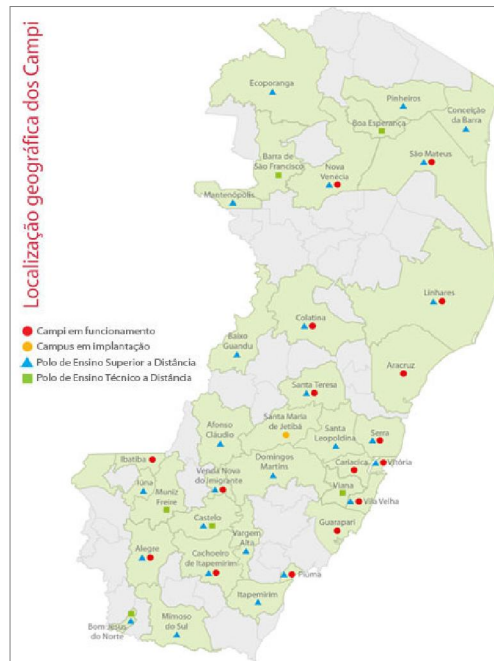 Localização geográfica dos Campi
Ecoporanga
Pinheiros
Conceição
da Barra
Boa Esperança
Barra de
São Francisco
Nova
Venécia
São Mateus
Mantenópolis
Linhares
Colatina
Campi em funcionamento
Campus em implantação
Polo de Ensino Superior a Distância
Polo de Ensino Técnico a Distância
Baixo
Guandu
Aracruz
Santa Teresa
Santa Maria
de Jetibá
Afonso
Cláudio
Santa
Leopoldina
Serra
Ibatiba
Cariacica
Vitória
Venda Nova
do Imigrante
Domingos
Martins
Iúna
Muniz
Freire
Viana
Vila Velha
Castelo
Vargem
Alta
Guarapari
Alegre
Cachoeiro
de Itapemirim
Piúma
Itapemirim
Bom Jesus
do Norte
Mimoso
do Sul